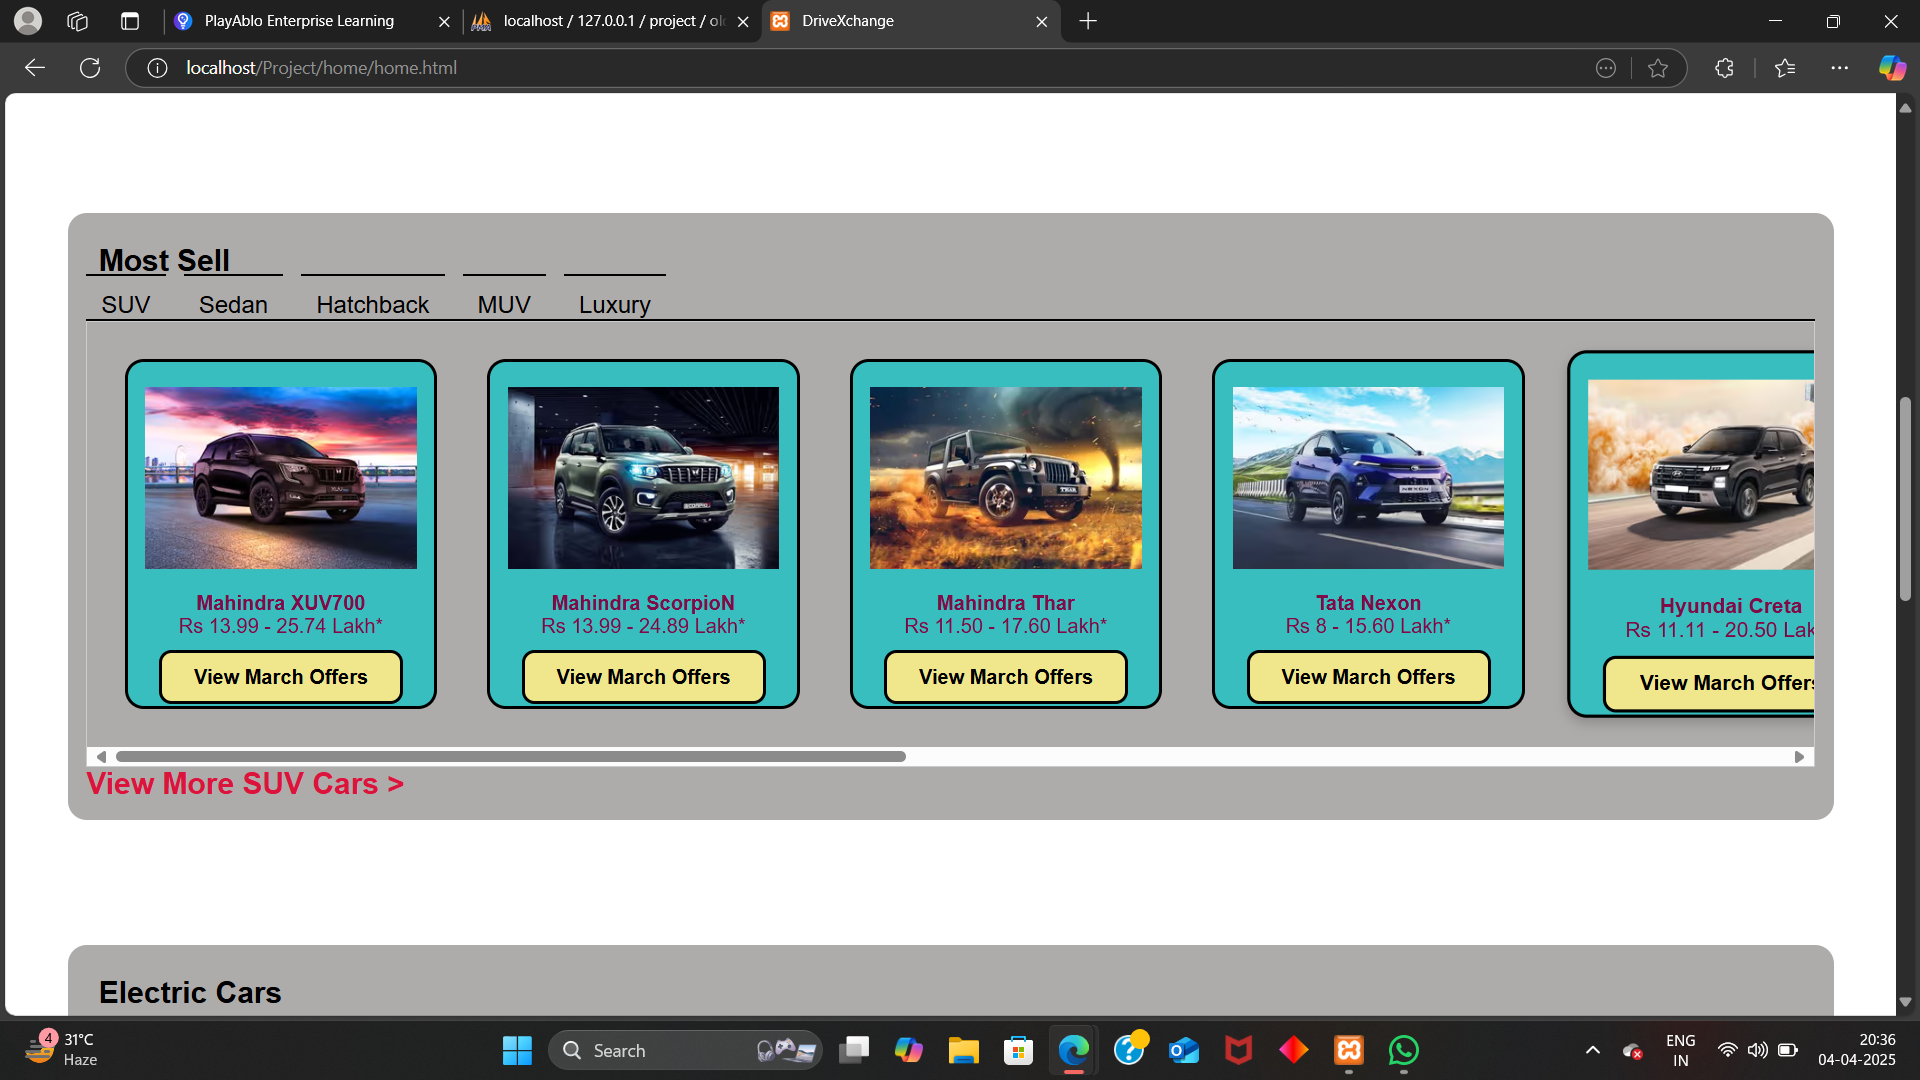 PlayAblo Enterprise Learning
localhost / 127.0.0.1 / project / ol
DriveXchange
localhost/Project/home/home.html
Most Sell
SUV Sedan Hatchback MUV Luxury
Mahindra XUV700
Rs 13.99 - 25.74 Lakh*
View March Offers
Mahindra ScorpioN
Rs 13.99 - 24.89 Lakh*
View March Offers
Mahindra Thar
Rs 11.50 - 17.60 Lakh*
View March Offers
Tata Nexon
Rs 8 - 15.60 Lakh*
View March Offers
Hyundai Creta
Rs 11.11 - 20.50 Lak
View March Offers
View More SUV Cars >
Electric Cars
4
31°C
Haze
Search
ENG
IN
20:36
04-04-2025